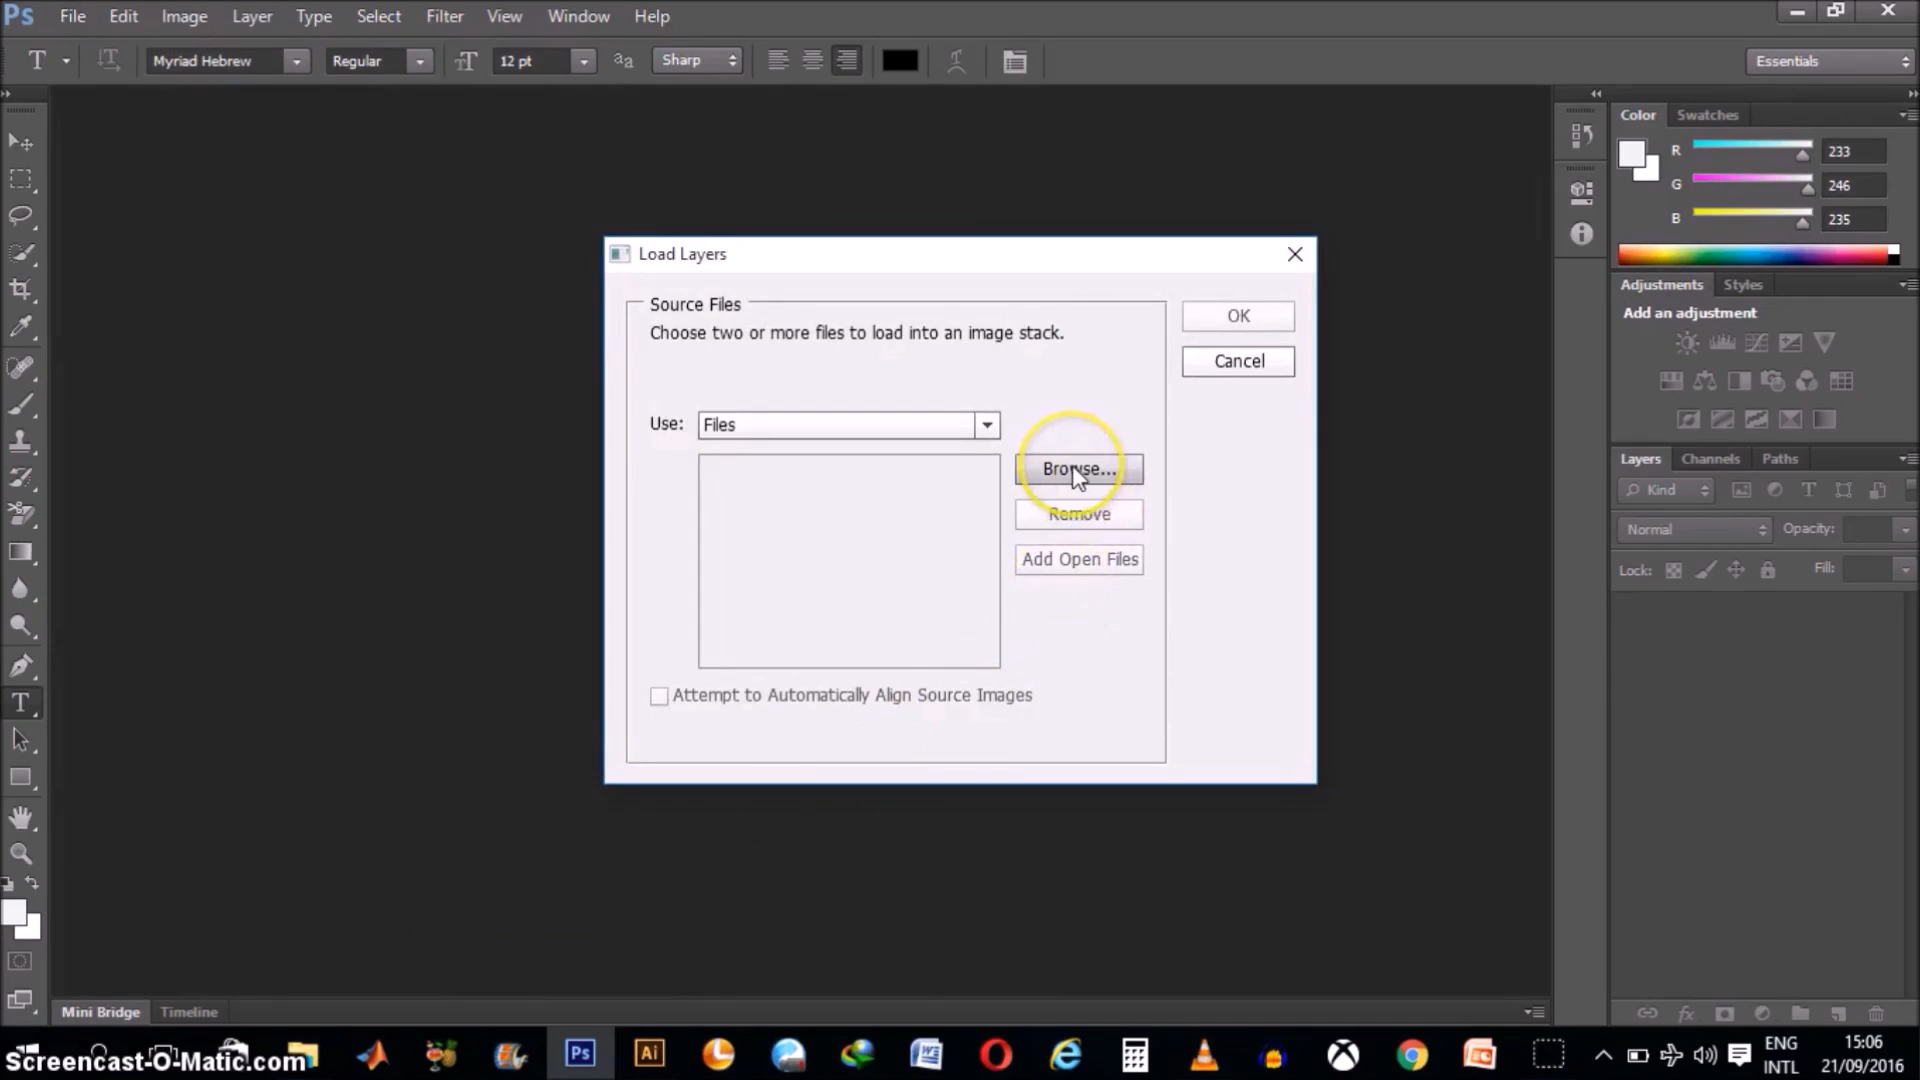 Ps File Edit Image Layer Type Select Filter View Window Help
T Myriad Hebrew Regular 12 pt aa Sharp Essentials
Color Swatches
R 233
G 246
B 235
Adjustments Styles
Add an adjustment
Layers Channels Paths
Kind
Normal Opacity:
Lock: Fill:
Load Layers
Source Files
Choose two or more files to load into an image stack.
OK
Cancel
Use: Files
Browse...
Remove
Add Open Files
Attempt to Automatically Align Source Images
Mini Bridge Timeline
Screencast-O-Matic.com
Ps Ai
ENG
INTL
15:06
21/09/2016